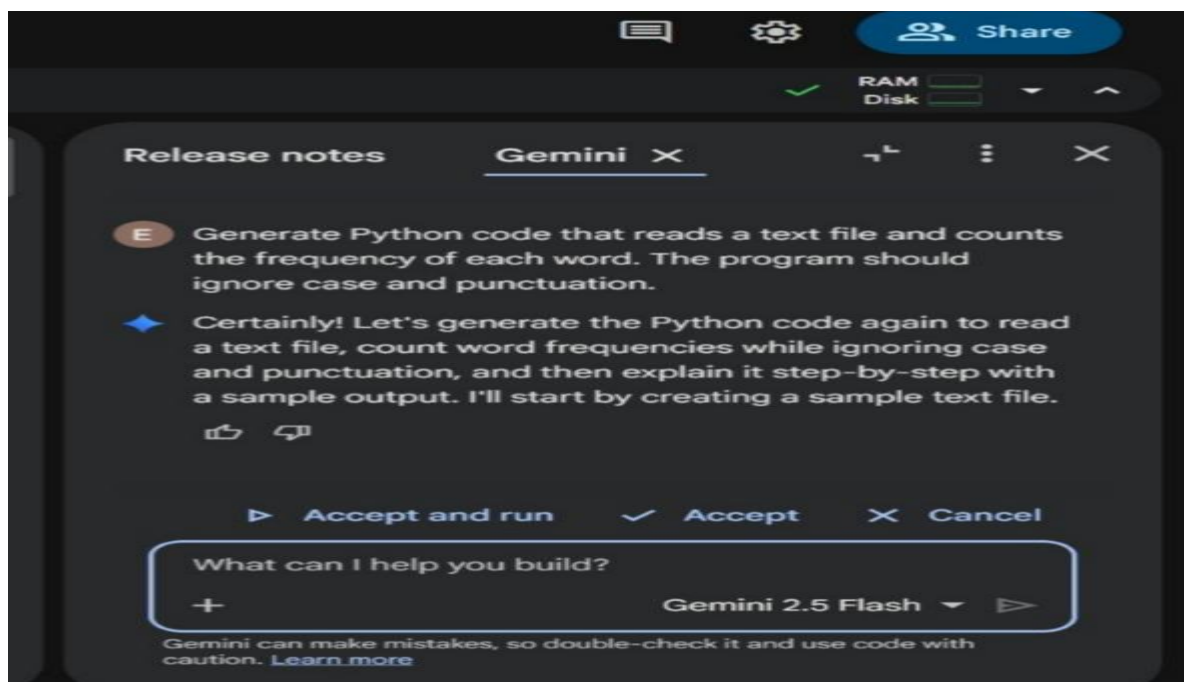 Share
RAM
Disk
Release notes
Gemini
E
Generate Python code that reads a text file and counts
the frequency of each word. The program should
ignore case and punctuation.
Certainly! Let's generate the Python code again to read
a text file, count word frequencies while ignoring case
and punctuation, and then explain it step-by-step with
a sample output. I'll start by creating a sample text file.
Accept and run
Accept
Cancel
What can I help you build?
Gemini 2.5 Flash
Gemini can make mistakes, so double-check it and use code with
caution. Learn more